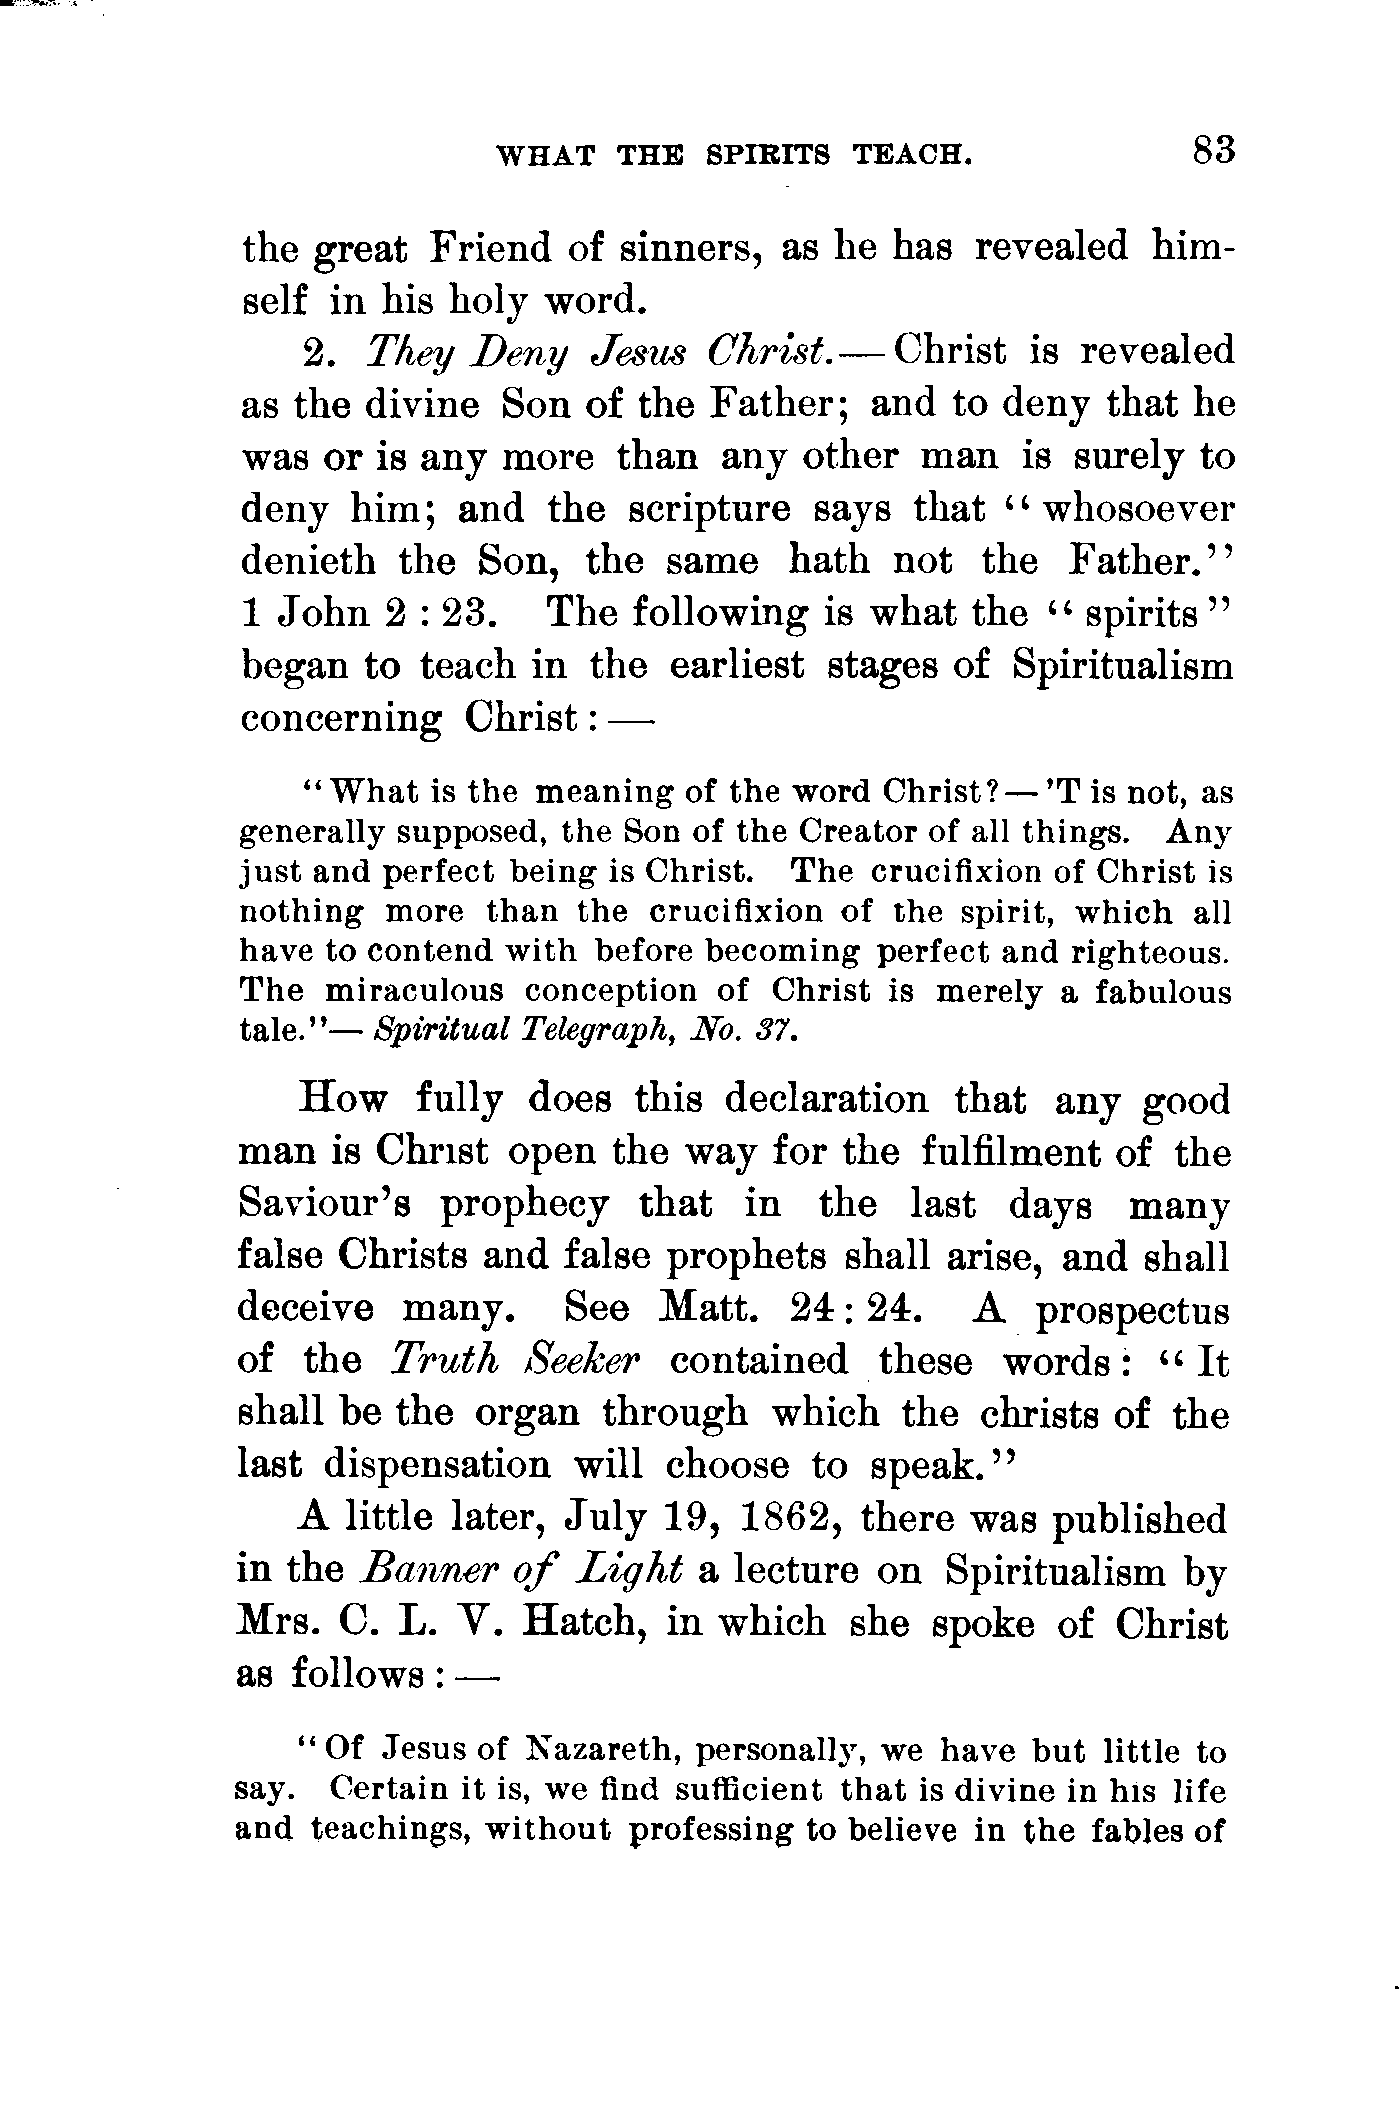 WHAT THE SPIRITS TEACH. 83
the great Friend of sinners, as he has revealed him-
self in his holy word.
2. They Deny Jesus Christ.— Christ is revealed
as the divine Son of the Father; and to deny that he
was or is any more than any other man is surely to
deny him; and the scripture says that "whosoever
denieth the Son, the same hath not the Father."
1 John 2 : 23. The following is what the "spirits"
began to teach in the earliest stages of Spiritualism
concerning Christ : —
"What is the meaning of the word Christ?— 'T is not, as
generally supposed, the Son of the Creator of all things. Any
just and perfect being is Christ. The crucifixion of Christ is
nothing more than the crucifixion of the spirit, which all
have to contend with before becoming perfect and righteous.
The miraculous conception of Christ is merely a fabulous
tale."— Spiritual Telegraph, No. 37.
How fully does this declaration that any good
man is Christ open the way for the fulfilment of the
Saviour's prophecy that in the last days many
false Christs and false prophets shall arise, and shall
deceive many. See Matt. 24 : 24. A prospectus
of the Truth Seeker contained these words : "It
shall be the organ through which the christs of the
last dispensation will choose to speak."
A little later, July 19, 1862, there was published
in the Banner of Light a lecture on Spiritualism by
Mrs. C. L. V. Hatch, in which she spoke of Christ
as follows : —
"Of Jesus of Nazareth, personally, we have but little to
say. Certain it is, we find sufficient that is divine in his life
and teachings, without professing to believe in the fables of